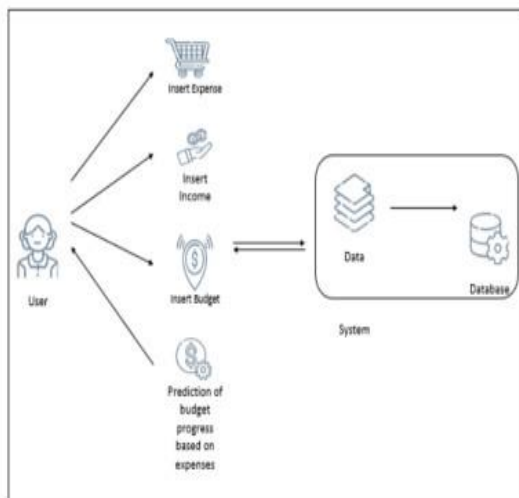 Insert Expense
Insert
Income
Insert Budget
Prediction of
budget
progress
based on
expenses
User
Data
Database
System